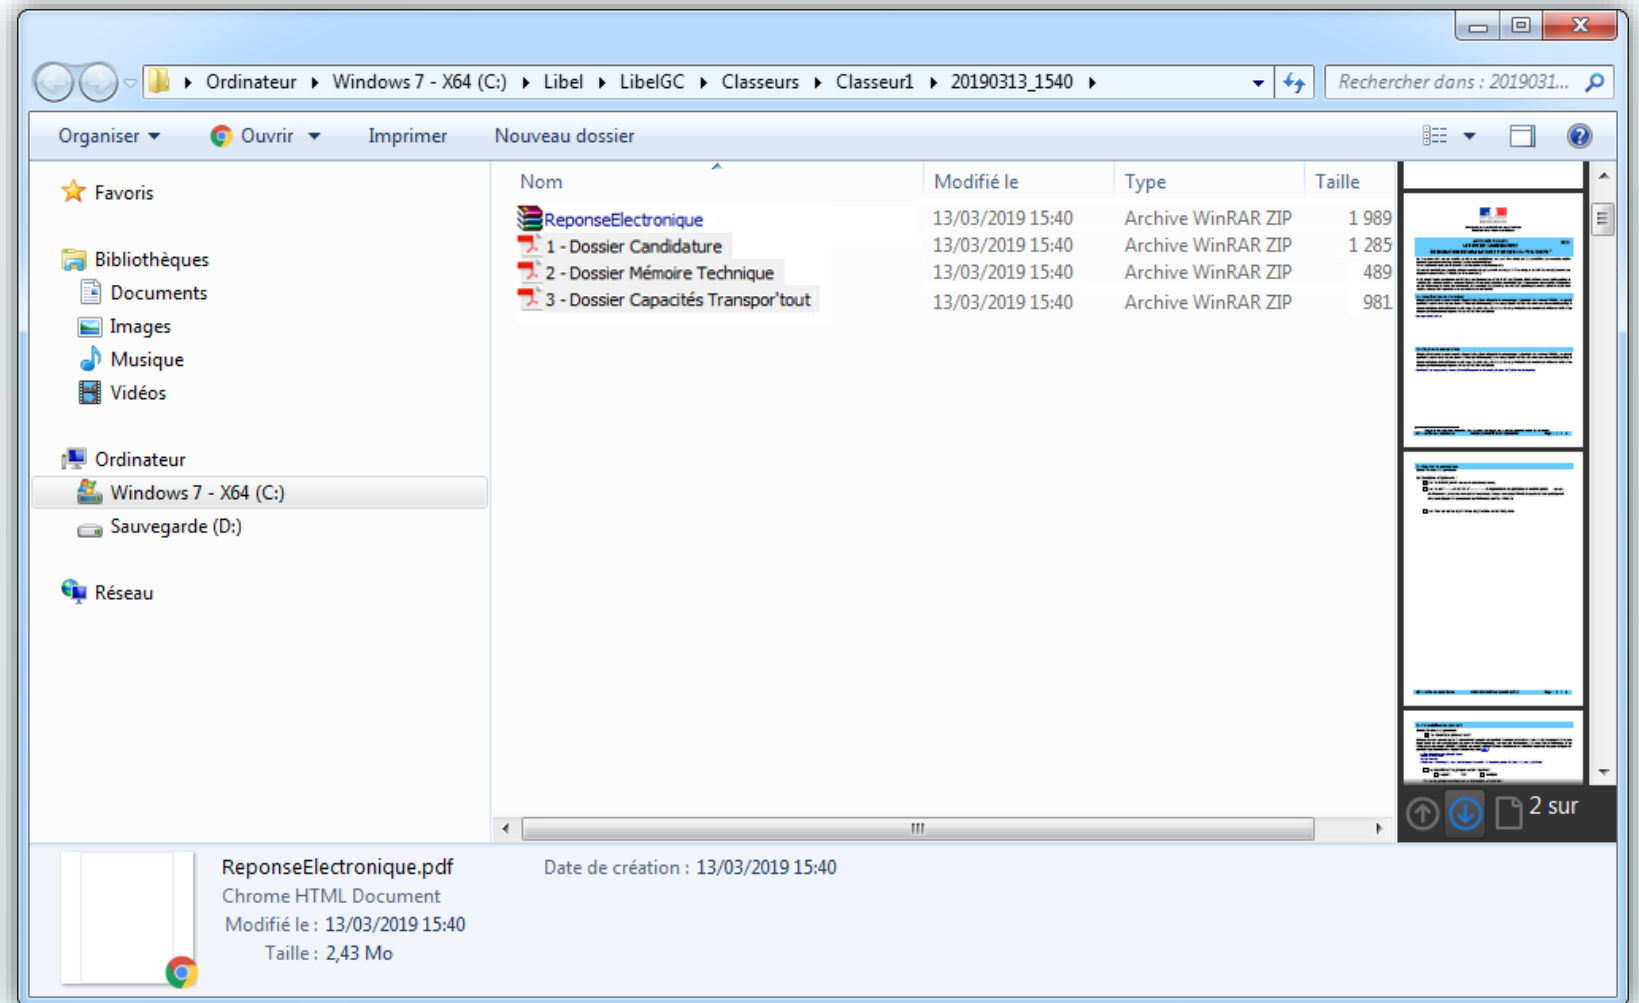 Ordinateur Windows 7 - X64 (C:) Libel LibelGC Classeurs Classeur1 20190313_1540
Rechercher dans : 2019031...
Organiser Ouvrir Imprimer Nouveau dossier
Favoris
Bibliothèques
Documents
Images
Musique
Vidéos
Ordinateur
Windows 7 - X64 (C:)
Sauvegarde (D:)
Réseau
Nom Modifié le Type Taille
ReponseElectronique 13/03/2019 15:40 Archive WinRAR ZIP 1 989
1 - Dossier Candidature 13/03/2019 15:40 Archive WinRAR ZIP 1 285
2 - Dossier Mémoire Technique 13/03/2019 15:40 Archive WinRAR ZIP 489
3 - Dossier Capacités Transpor'tout 13/03/2019 15:40 Archive WinRAR ZIP 981
2 sur
ReponseElectronique.pdf Date de création : 13/03/2019 15:40
Chrome HTML Document
Modifié le : 13/03/2019 15:40
Taille : 2,43 Mo